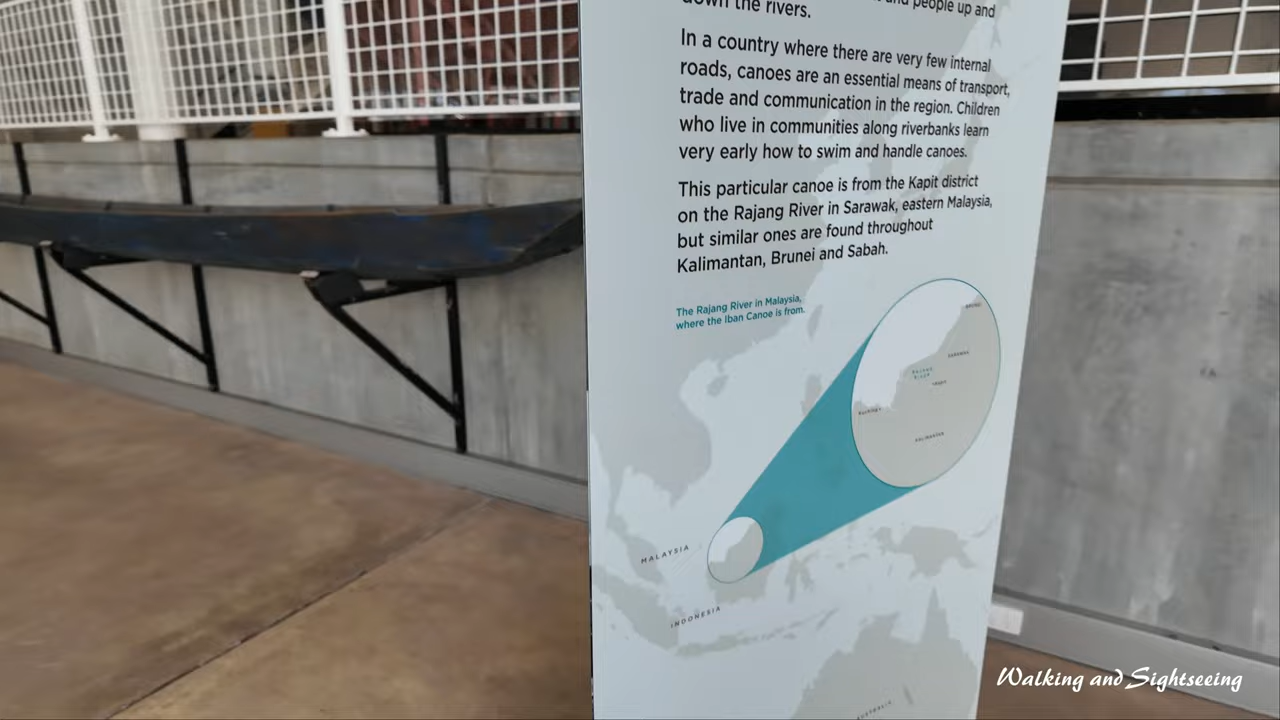 and people up and
down the rivers.
In a country where there are very few internal
roads, canoes are an essential means of transport,
trade and communication in the region. Children
who live in communities along riverbanks learn
very early how to swim and handle canoes.
This particular canoe is from the Kapit district
on the Rajang River in Sarawak, eastern Malaysia,
but similar ones are found throughout
Kalimantan, Brunei and Sabah.
The Rajang River in Malaysia,
where the Iban Canoe is from.
BRUNEI
SARAWAK
RAJANG
RIVER
Kapit
Kuching
KALIMANTAN
MALAYSIA
INDONESIA
AUSTRALIA
Walking and Sightseeing